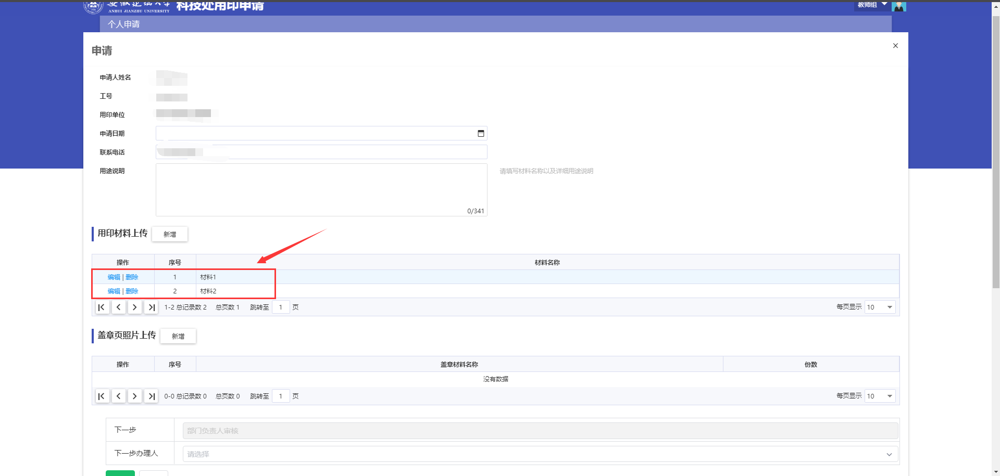 安徽建筑大学 科技处用印申请
ANHUI JIANZHU UNIVERSITY
教师组
个人申请
申请
申请人姓名
工号
用印单位
申请日期
联系电话
用途说明
请填写材料名称以及详细用途说明
0/341
用印材料上传 新增
操作 序号 材料名称
编辑 | 删除 1 材料1
编辑 | 删除 2 材料2
1-2 总记录数 2 总页数 1 跳转至 1 页 每页显示 10
盖章页照片上传 新增
操作 序号 盖章材料名称 份数
没有数据
0-0 总记录数 0 总页数 0 跳转至 1 页 每页显示 10
下一步 部门负责人审核
下一步办理人 请选择